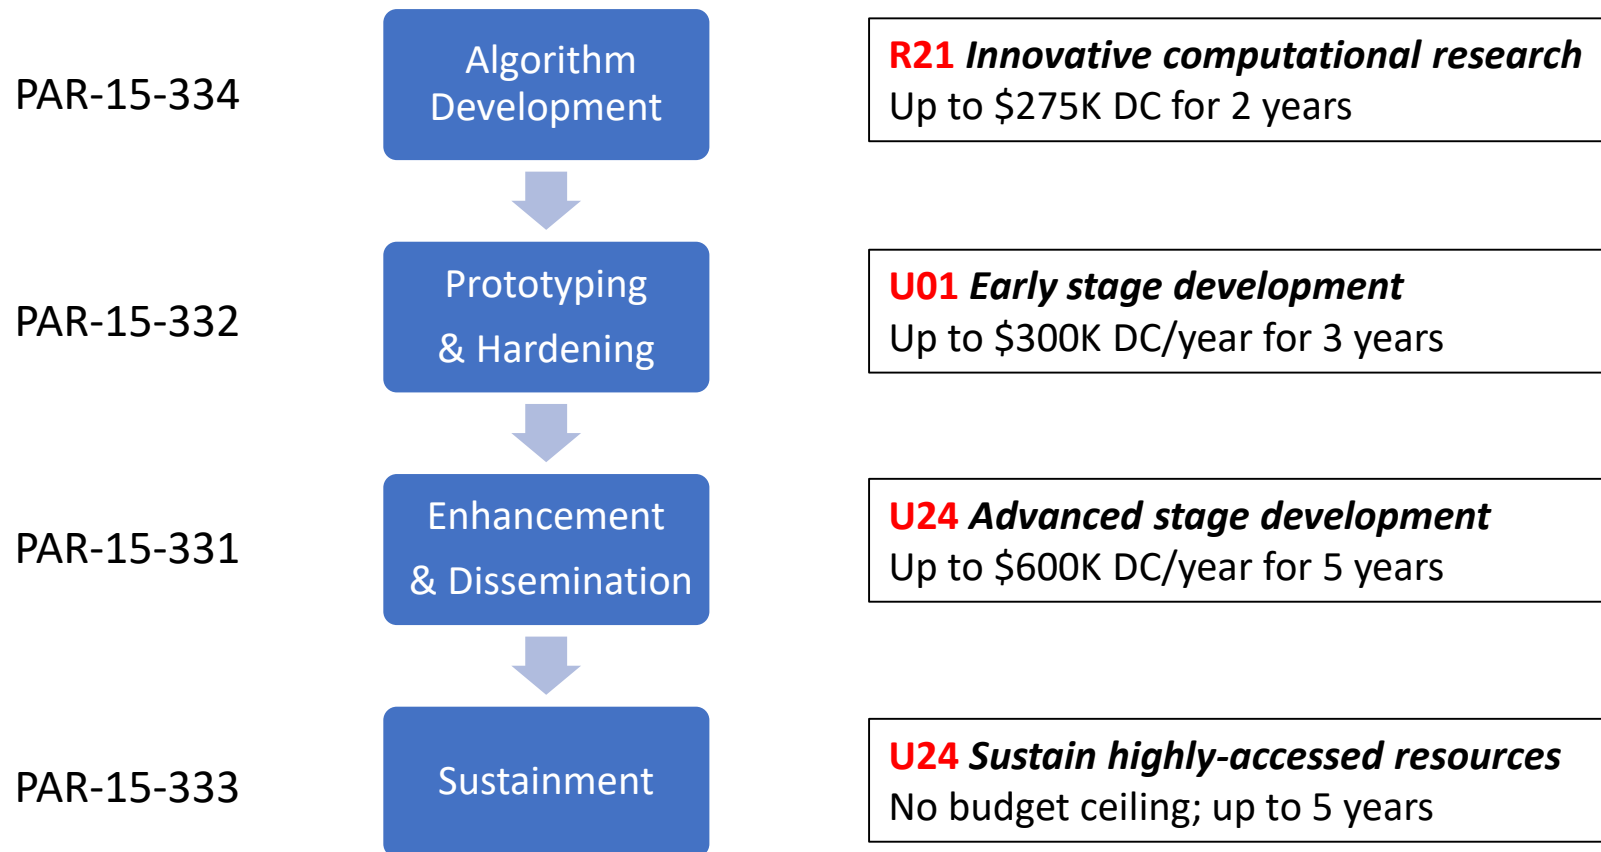 PAR-15-334
Algorithm
Development
R21 Innovative computational research
Up to $275K DC for 2 years
PAR-15-332
Prototyping
& Hardening
U01 Early stage development
Up to $300K DC/year for 3 years
PAR-15-331
Enhancement
& Dissemination
U24 Advanced stage development
Up to $600K DC/year for 5 years
PAR-15-333
Sustainment
U24 Sustain highly-accessed resources
No budget ceiling; up to 5 years